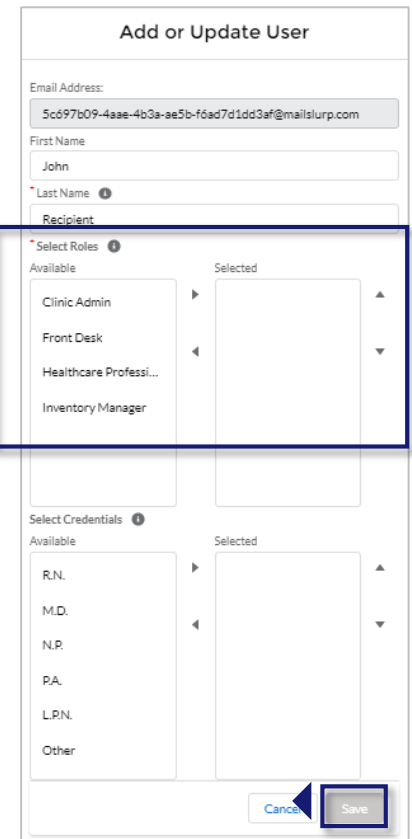 Add or Update User
Email Address:
5c697b09-4aae-4b3a-ae5b-f6ad7d1dd3af@mailslurp.com
First Name
John
*Last Name
Recipient
*Select Roles
Available Selected
Clinic Admin
Front Desk
Healthcare Professi...
Inventory Manager
Select Credentials
Available Selected
R.N.
M.D.
N.P.
P.A.
L.P.N.
Other
Cancel Save